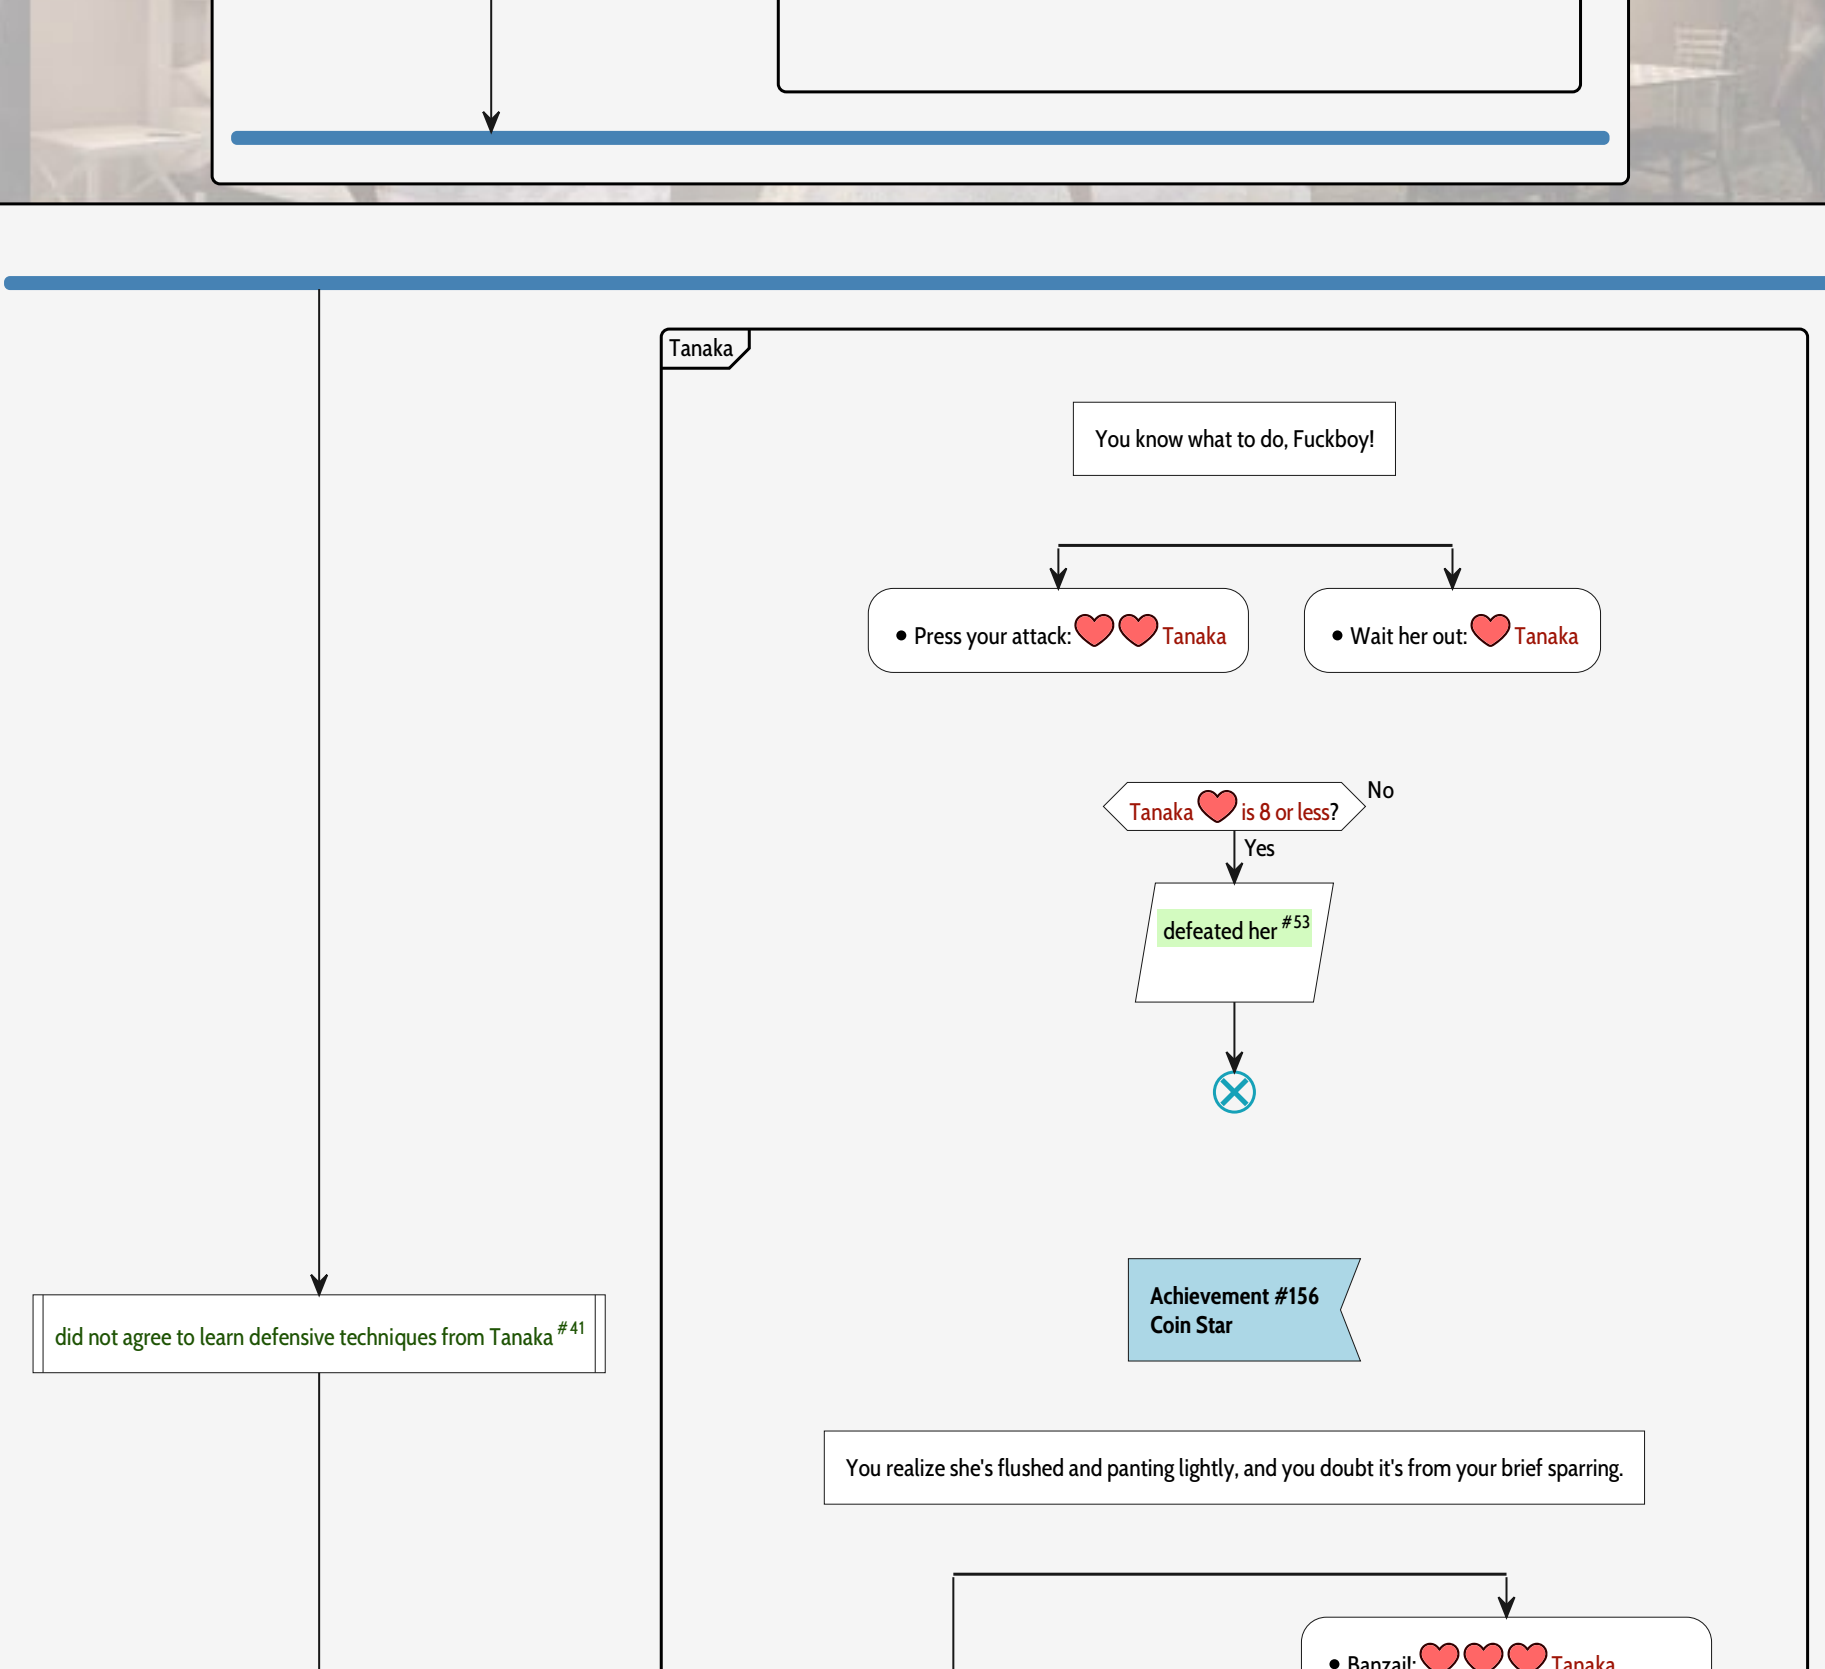 Tanaka
You know what to do, Fuckboy!
• Press your attack: Tanaka
• Wait her out: Tanaka
Tanaka is 8 or less?
No
Yes
defeated her #53
Achievement #156
Coin Star
did not agree to learn defensive techniques from Tanaka #41
You realize she's flushed and panting lightly, and you doubt it's from your brief sparring.
• Banzai!: Tanaka